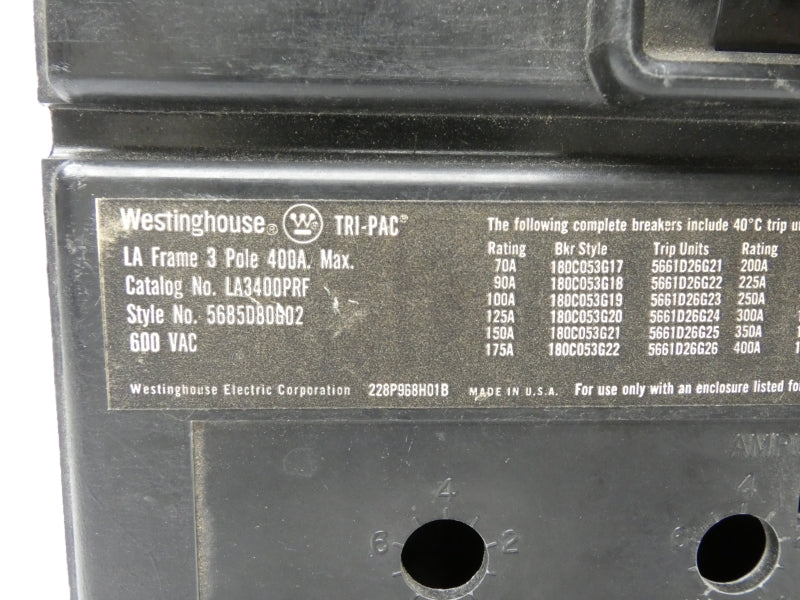 Westinghouse® W® TRI-PAC®
LA Frame 3 Pole 400A. Max.
Catalog No. LA3400PRF
Style No. 5685D80G02
600 VAC
The following complete breakers include 40°C trip
Rating Bkr Style Trip Units Rating
70A 180C053G17 5661D26G21 200A
90A 180C053G18 5661D26G22 225A
100A 180C053G19 5661D26G23 250A
125A 180C053G20 5661D26G24 300A
150A 180C053G21 5661D26G25 350A
175A 180C053G22 5661D26G26 400A
Westinghouse Electric Corporation 228P968H01B MADE IN U.S.A. For use only with an enclosure listed
4 4
6 2 6